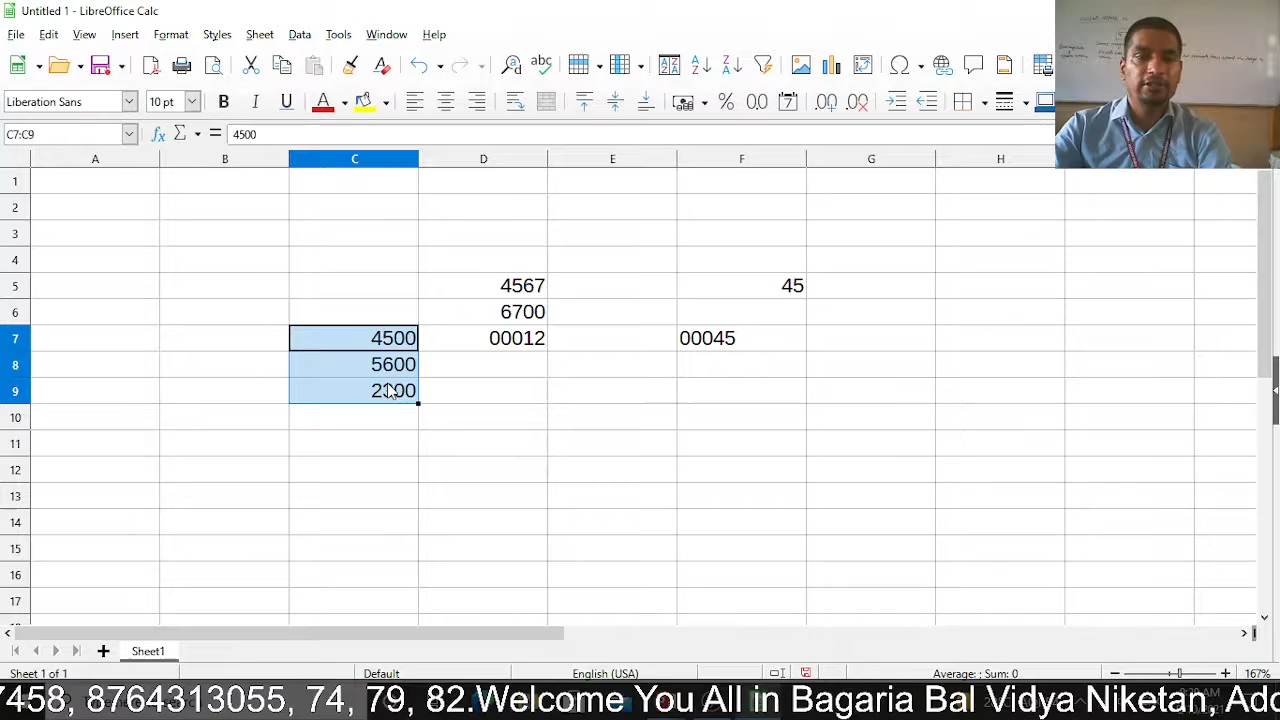 Untitled 1 - LibreOffice Calc
File Edit View Insert Format Styles Sheet Data Tools Window Help
Liberation Sans 10 pt
C7:C9 4500
A B C D E F G H
1
2
3
4
5 4567 45
6 6700
7 4500 00012 00045
8 5600
9
10
11
12
13
14
15
16
17
Sheet1
Sheet 1 of 1 Default English (USA) Average: ; Sum: 0 167%
7458, 8764313055, 74, 79, 82.Welcome You All in Bagaria Bal Vidya Niketan, Add